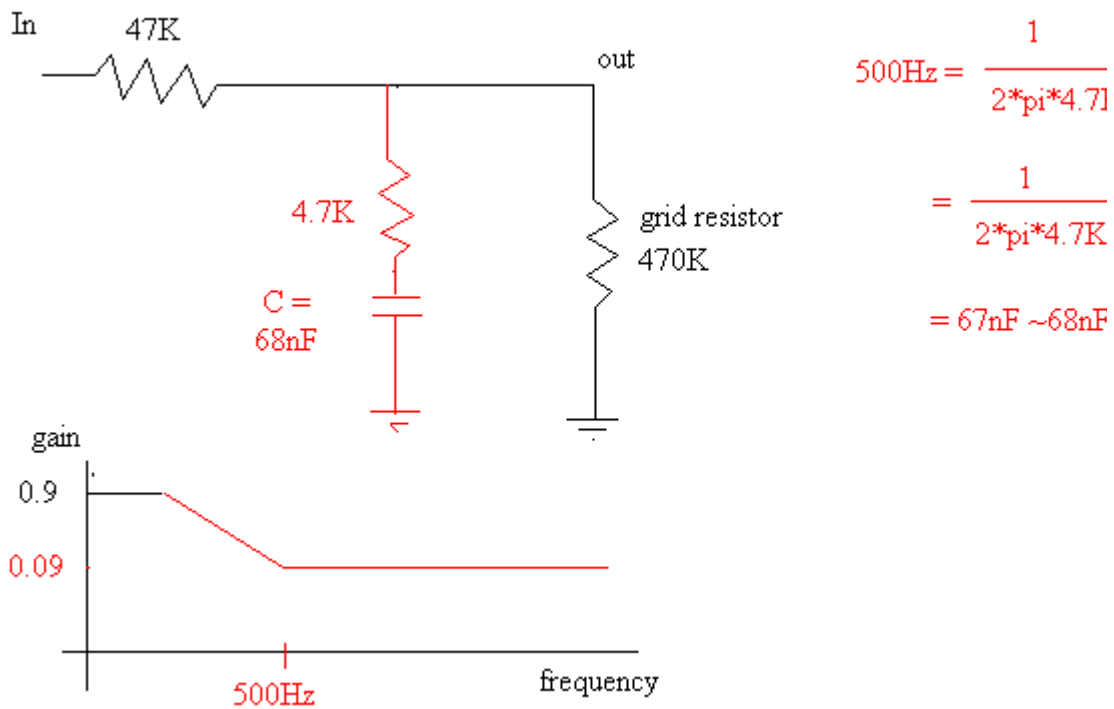 In
47K
out
4.7K
C =
68nF
grid resistor
470K
1
500Hz =
2*pi*4.7
1
=
2*pi*4.7K
= 67nF ~68nF
gain
0.9
0.09
500Hz
frequency